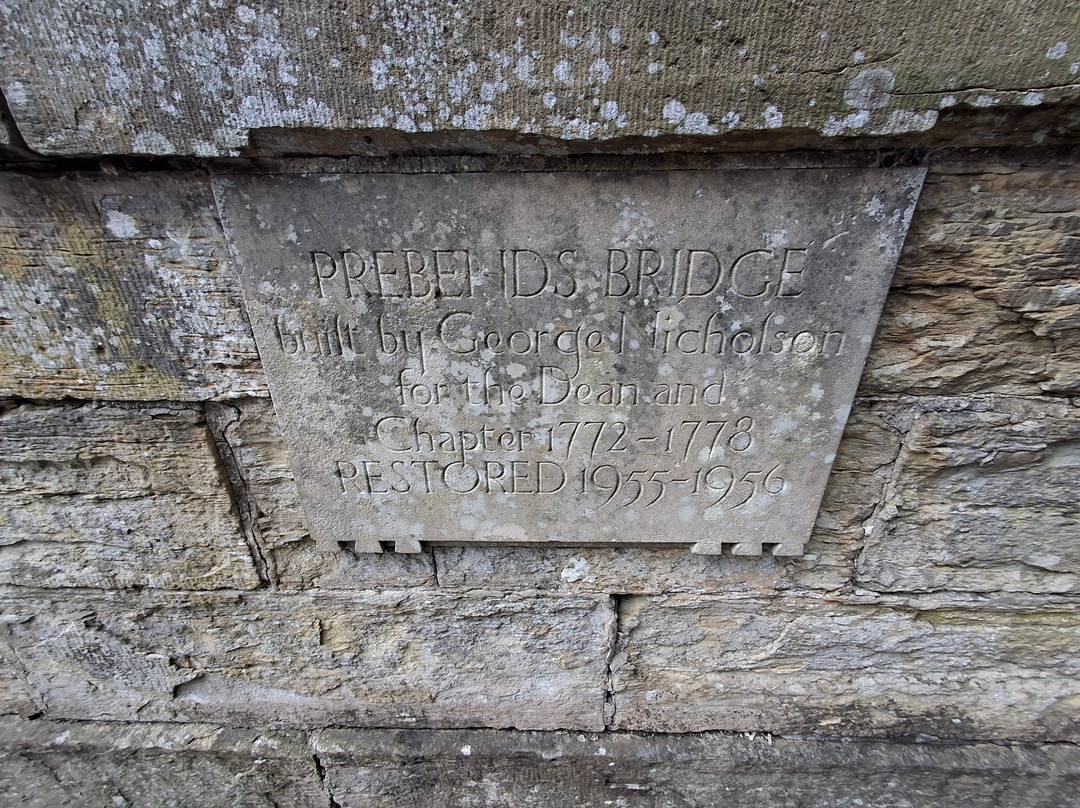 PREBENDS BRIDGE
built by George Nicholson
for the Dean and
Chapter 1772-1778
RESTORED 1955-1956